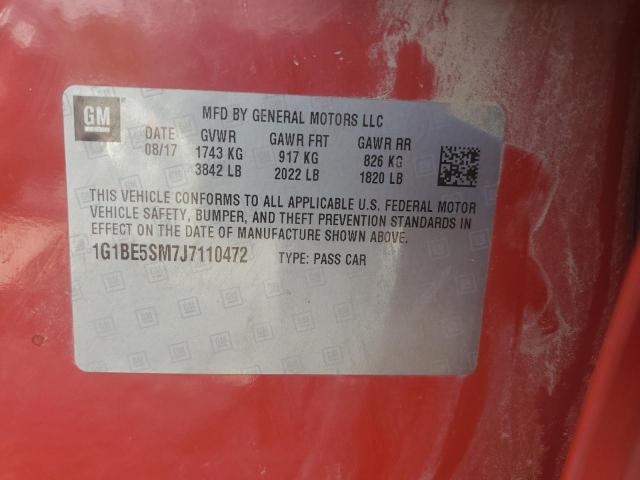 GM MFD BY GENERAL MOTORS LLC
DATE GVWR GAWR FRT GAWR RR
08/17 1743 KG 917 KG 826 KG
3842 LB 2022 LB 1820 LB
THIS VEHICLE CONFORMS TO ALL APPLICABLE U.S. FEDERAL MOTOR
VEHICLE SAFETY, BUMPER, AND THEFT PREVENTION STANDARDS IN
EFFECT ON THE DATE OF MANUFACTURE SHOWN ABOVE.
1G1BE5SM7J7110472 TYPE: PASS CAR